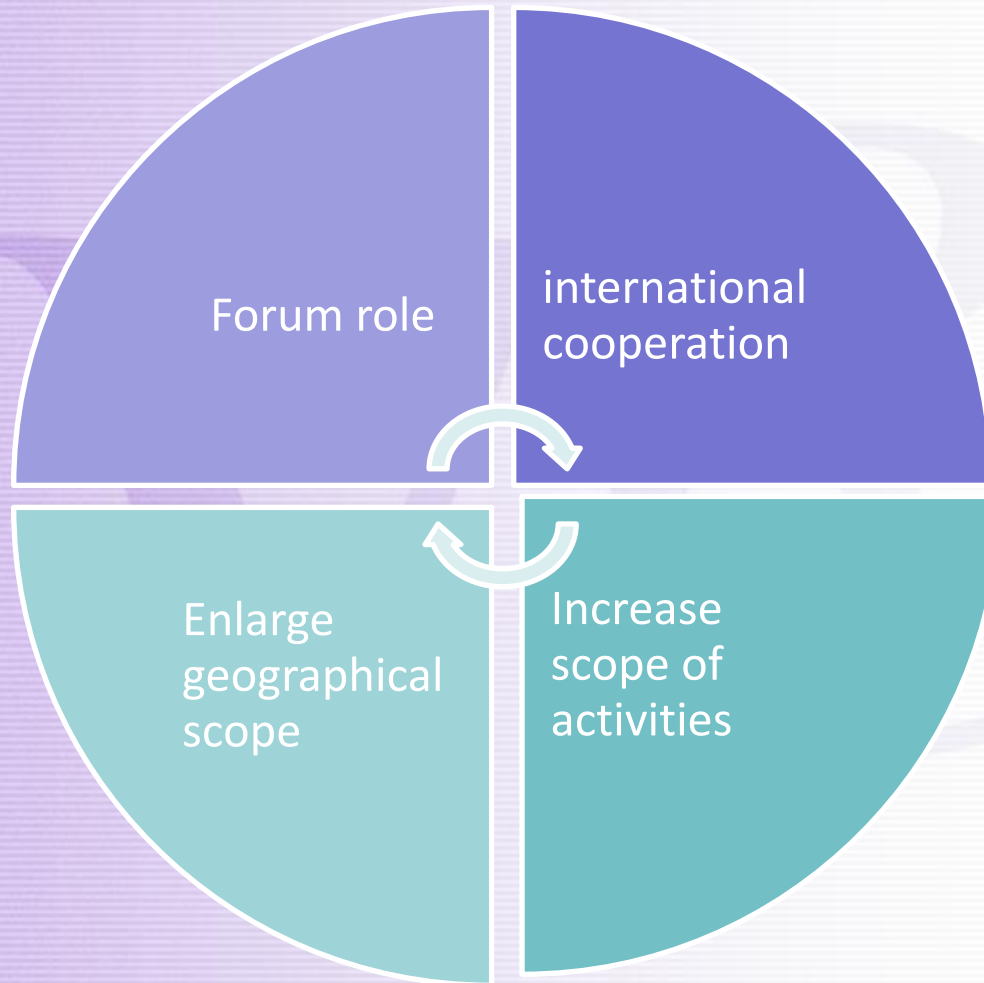 Forum role
international
cooperation
Enlarge
geographical
scope
Increase
scope of
activities